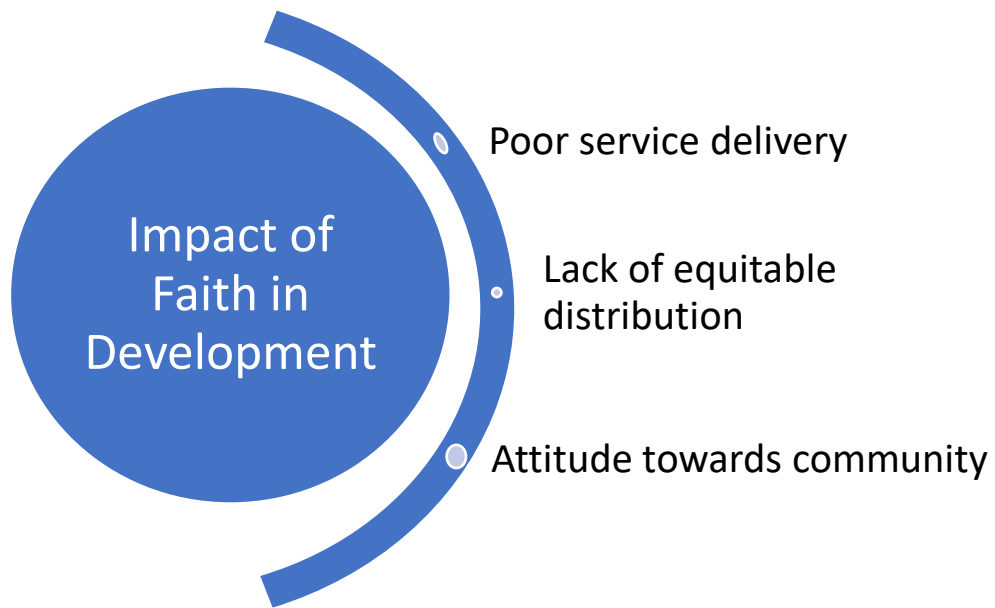 Impact of
Faith in
Development
Poor service delivery
Lack of equitable
distribution
Attitude towards community